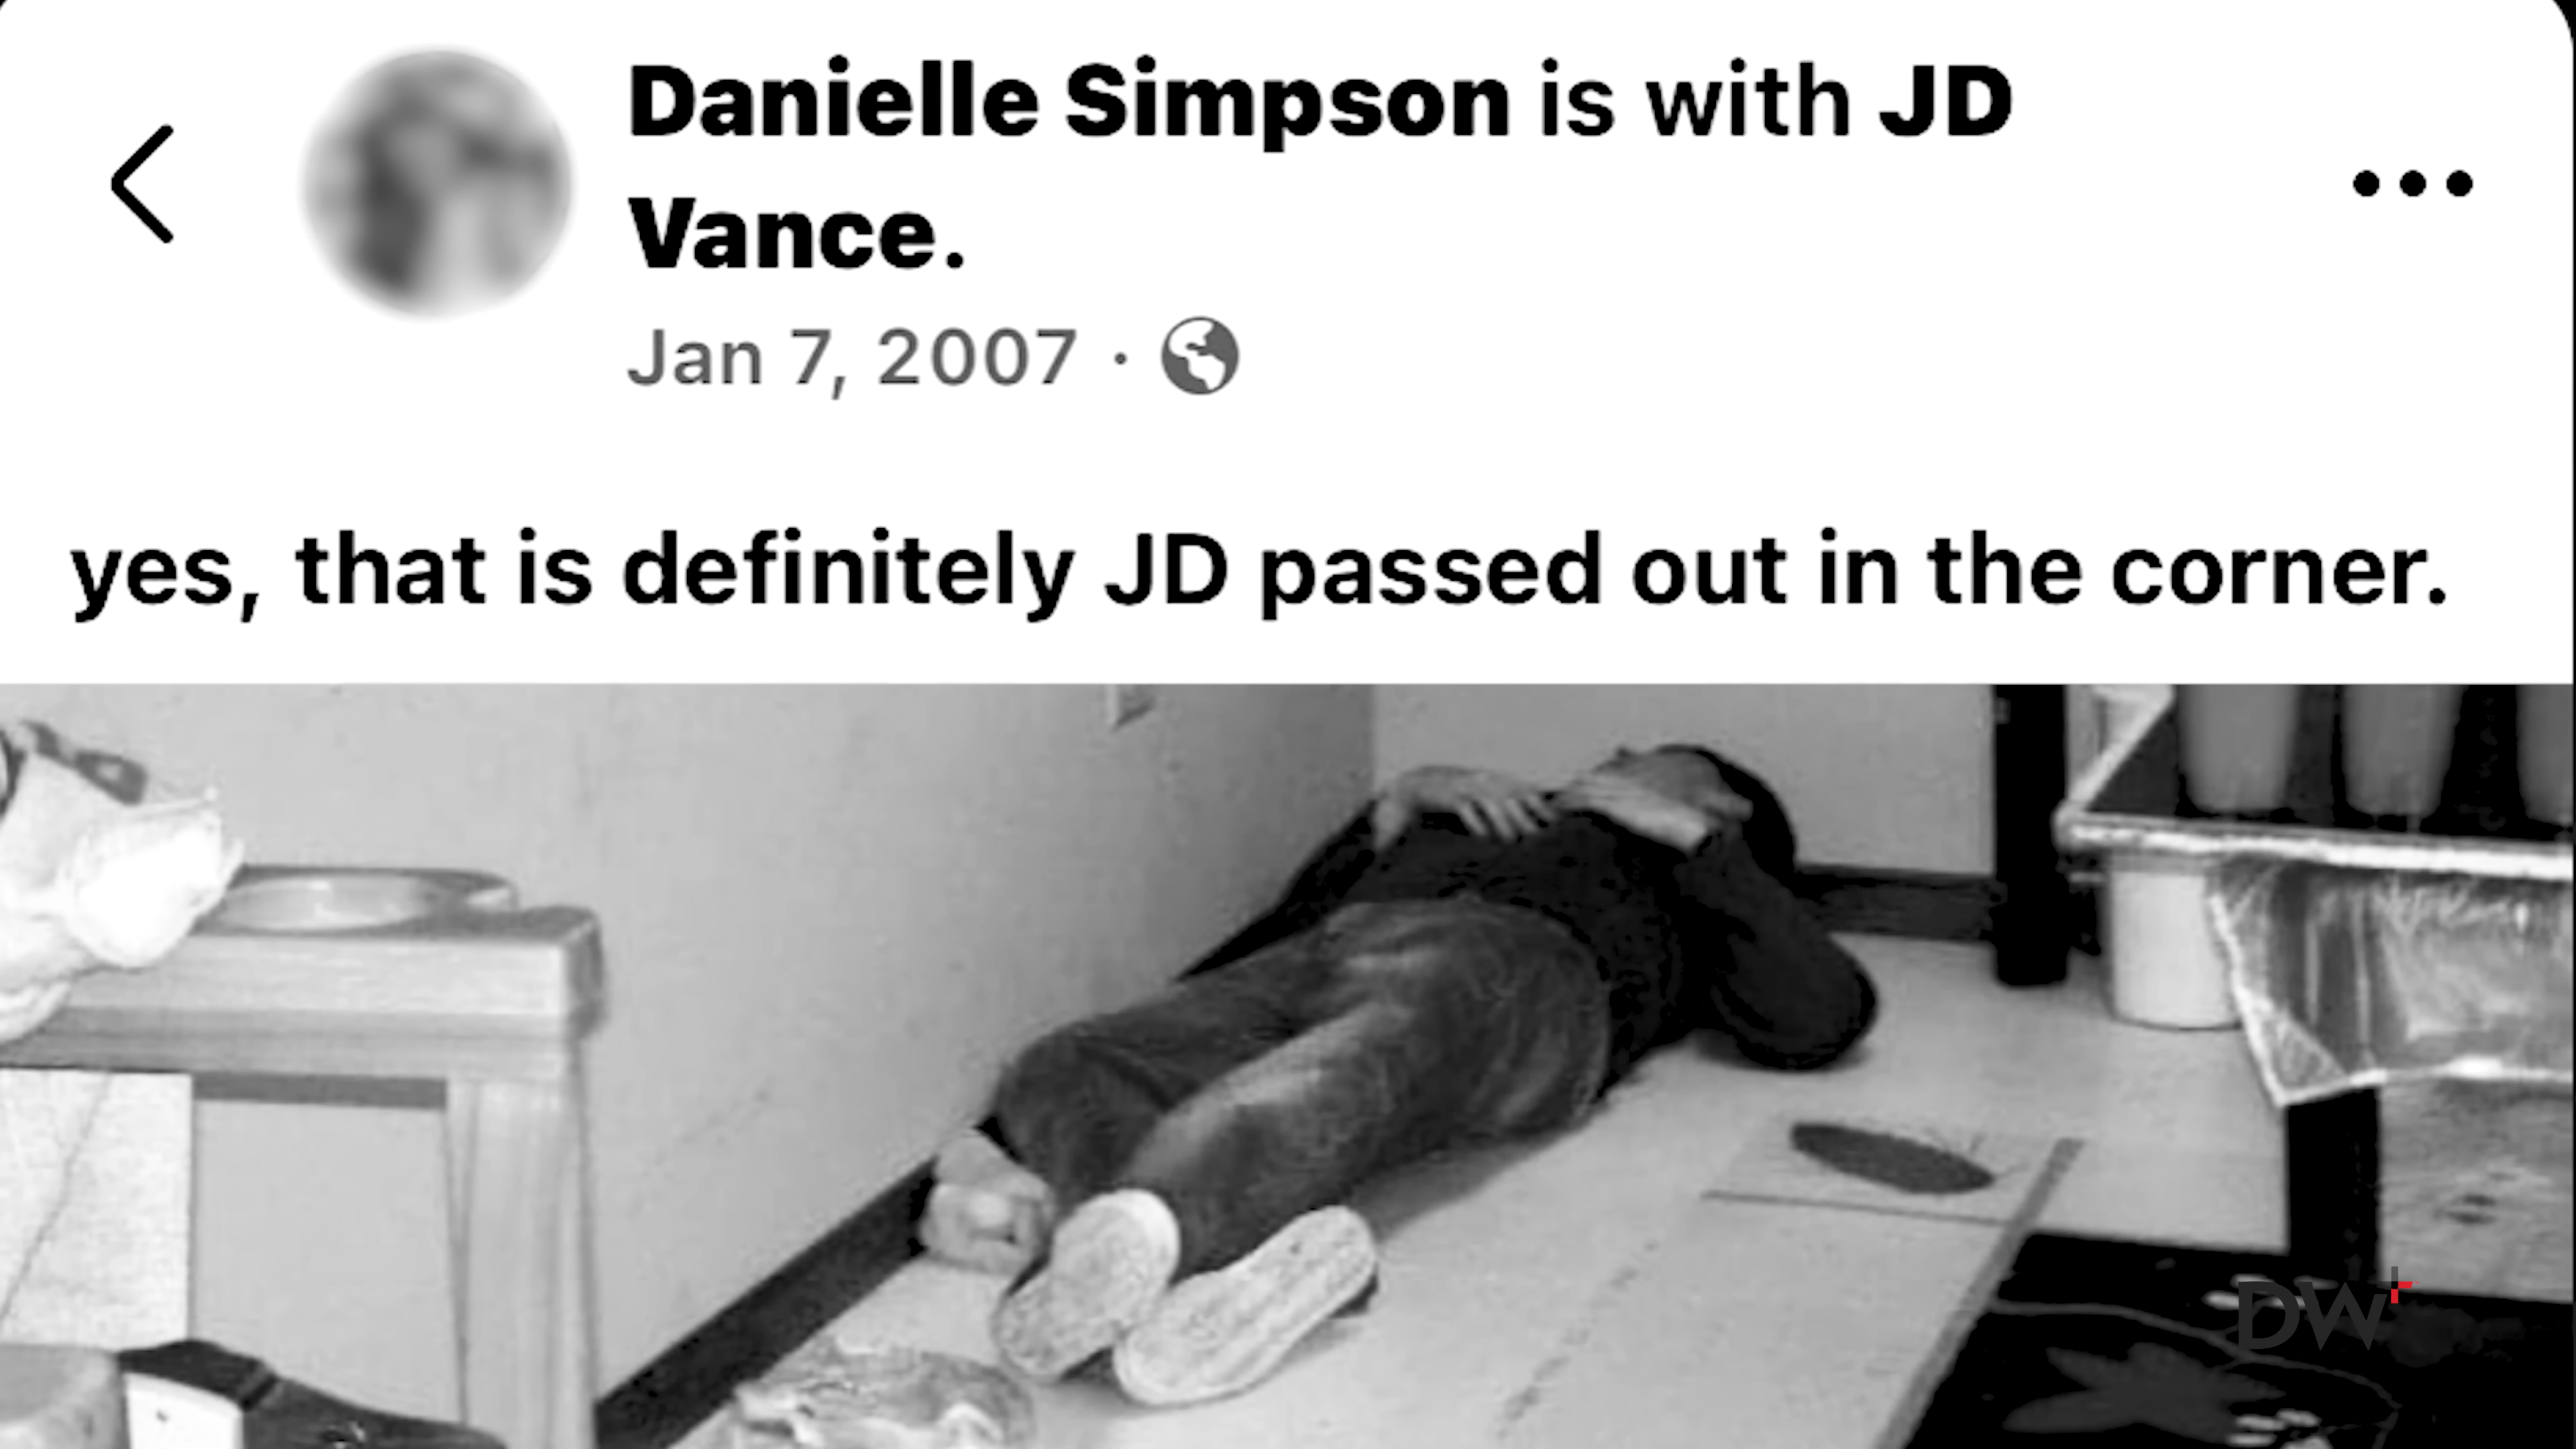 Danielle Simpson is with JD
Vance.
Jan 7, 2007 ·
yes, that is definitely JD passed out in the corner.
DW+